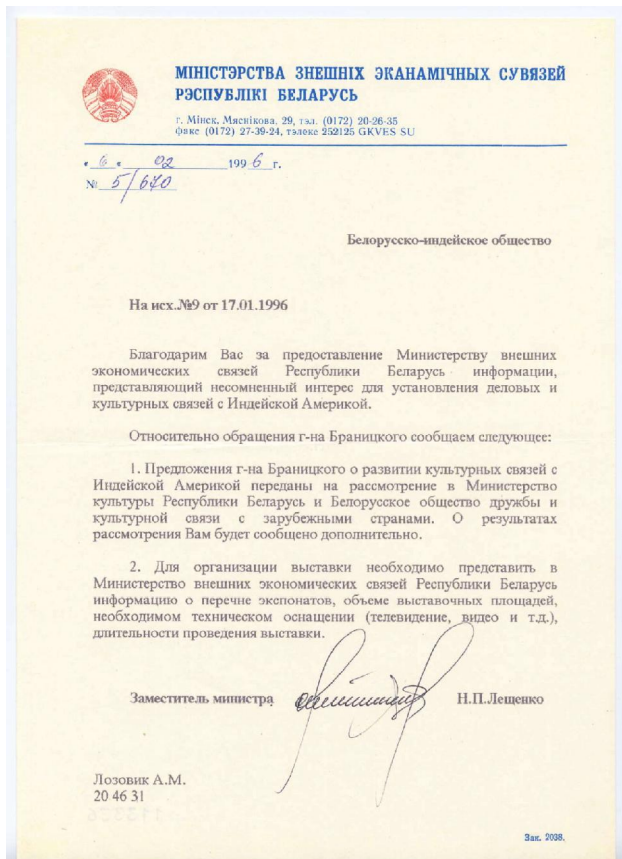 МІНІСТЭРСТВА ЗНЕШНІХ ЭКАНАМІЧНЫХ СУВЯЗЕЙ
РЭСПУБЛІКІ БЕЛАРУСЬ
г. Мінск, Мяснікова, 29, тэл. (0172) 20-26-35
факс (0172) 27-39-24, тэлекс 252125 GKVES SU
« 6 « 02 1996 г.
№ 5/670
Белорусско-индейское общество
На исх.№9 от 17.01.1996
Благодарим Вас за предоставление Министерству внешних
экономических связей Республики Беларусь информации,
представляющий несомненный интерес для установления деловых и
культурных связей с Индейской Америкой.
Относительно обращения г-на Браницкого сообщаем следующее:
1. Предложения г-на Браницкого о развитии культурных связей с
Индейской Америкой переданы на рассмотрение в Министерство
культуры Республики Беларусь и Белорусское общество дружбы и
культурной связи с зарубежными странами. О результатах
рассмотрения Вам будет сообщено дополнительно.
2. Для организации выставки необходимо представить в
Министерство внешних экономических связей Республики Беларусь
информацию о перечне экспонатов, объеме выставочных площадей,
необходимом техническом оснащении (телевидение, видео и т.д.),
длительности проведения выставки.
Заместитель министра Н.П.Лещенко
Лозовик А.М.
20 46 31
Зак. 2038.